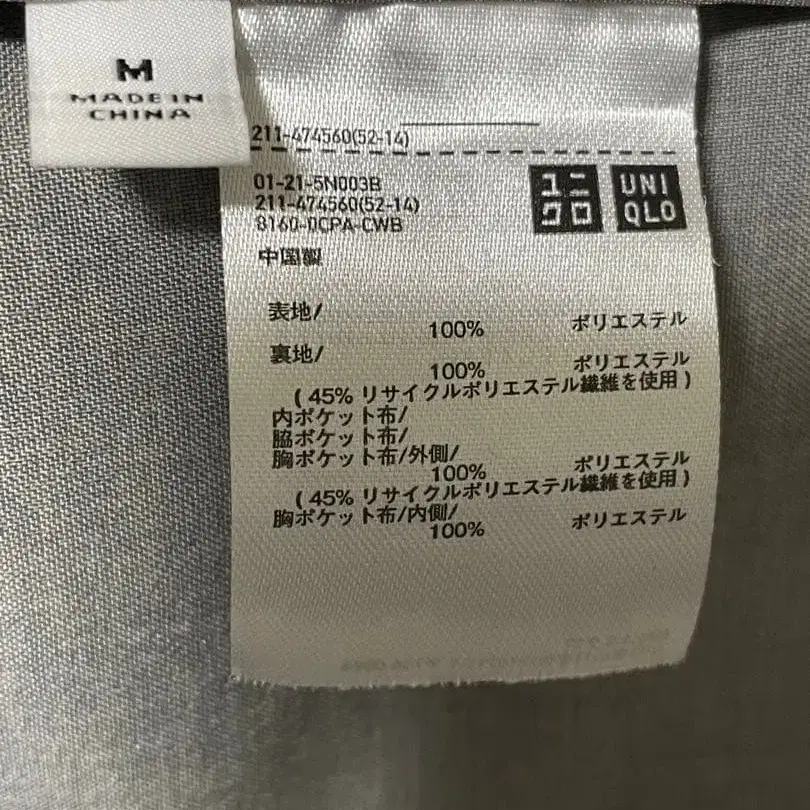 M
MADE IN
CHINA
211-474560(52-14)
01-21-5N003B
211-474560(52-14)
8160-0CPA-CWB
中国製
ユニ
クロ
UNI
QLO
表地/
100% ポリエステル
裏地/
100% ポリエステル
( 45% リサイクルポリエステル繊維を使用 )
内ポケット布/
脇ポケット布/
胸ポケット布/外側/
100% ポリエステル
( 45% リサイクルポリエステル繊維を使用 )
胸ポケット布/内側/
100% ポリエステル